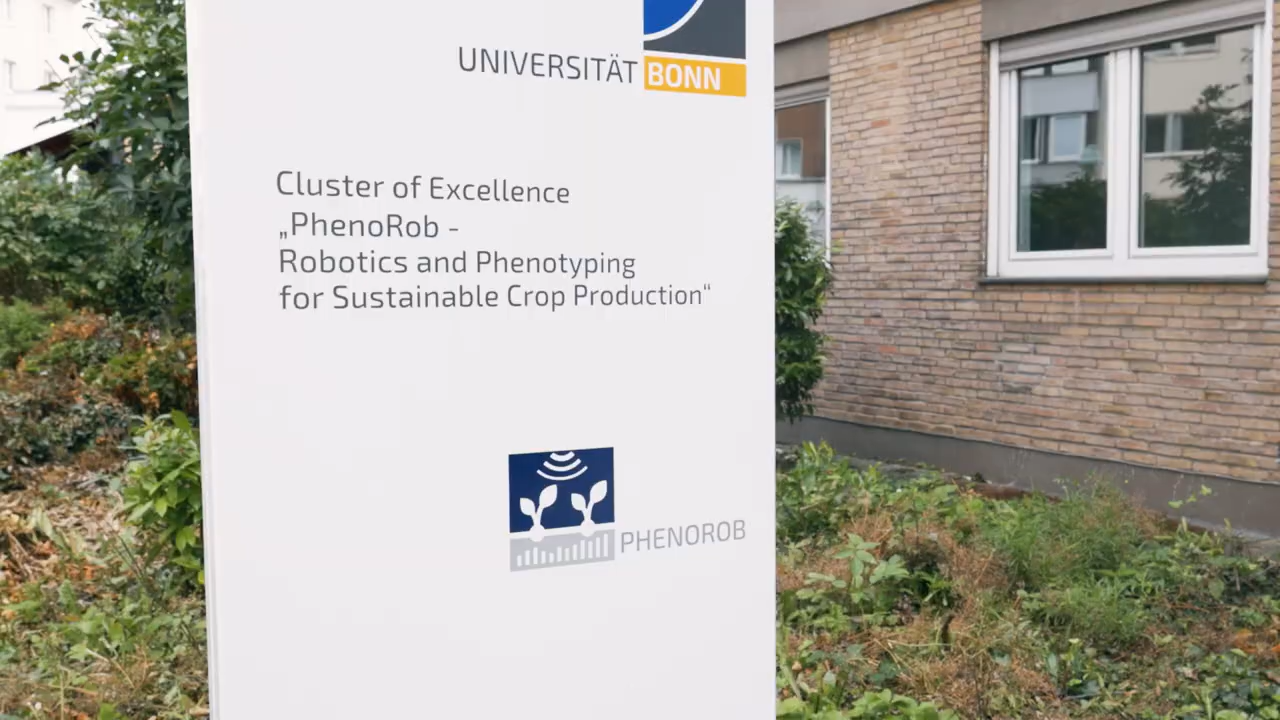 UNIVERSITÄT BONN
Cluster of Excellence
„PhenoRob -
Robotics and Phenotyping
for Sustainable Crop Production“
PHENOROB